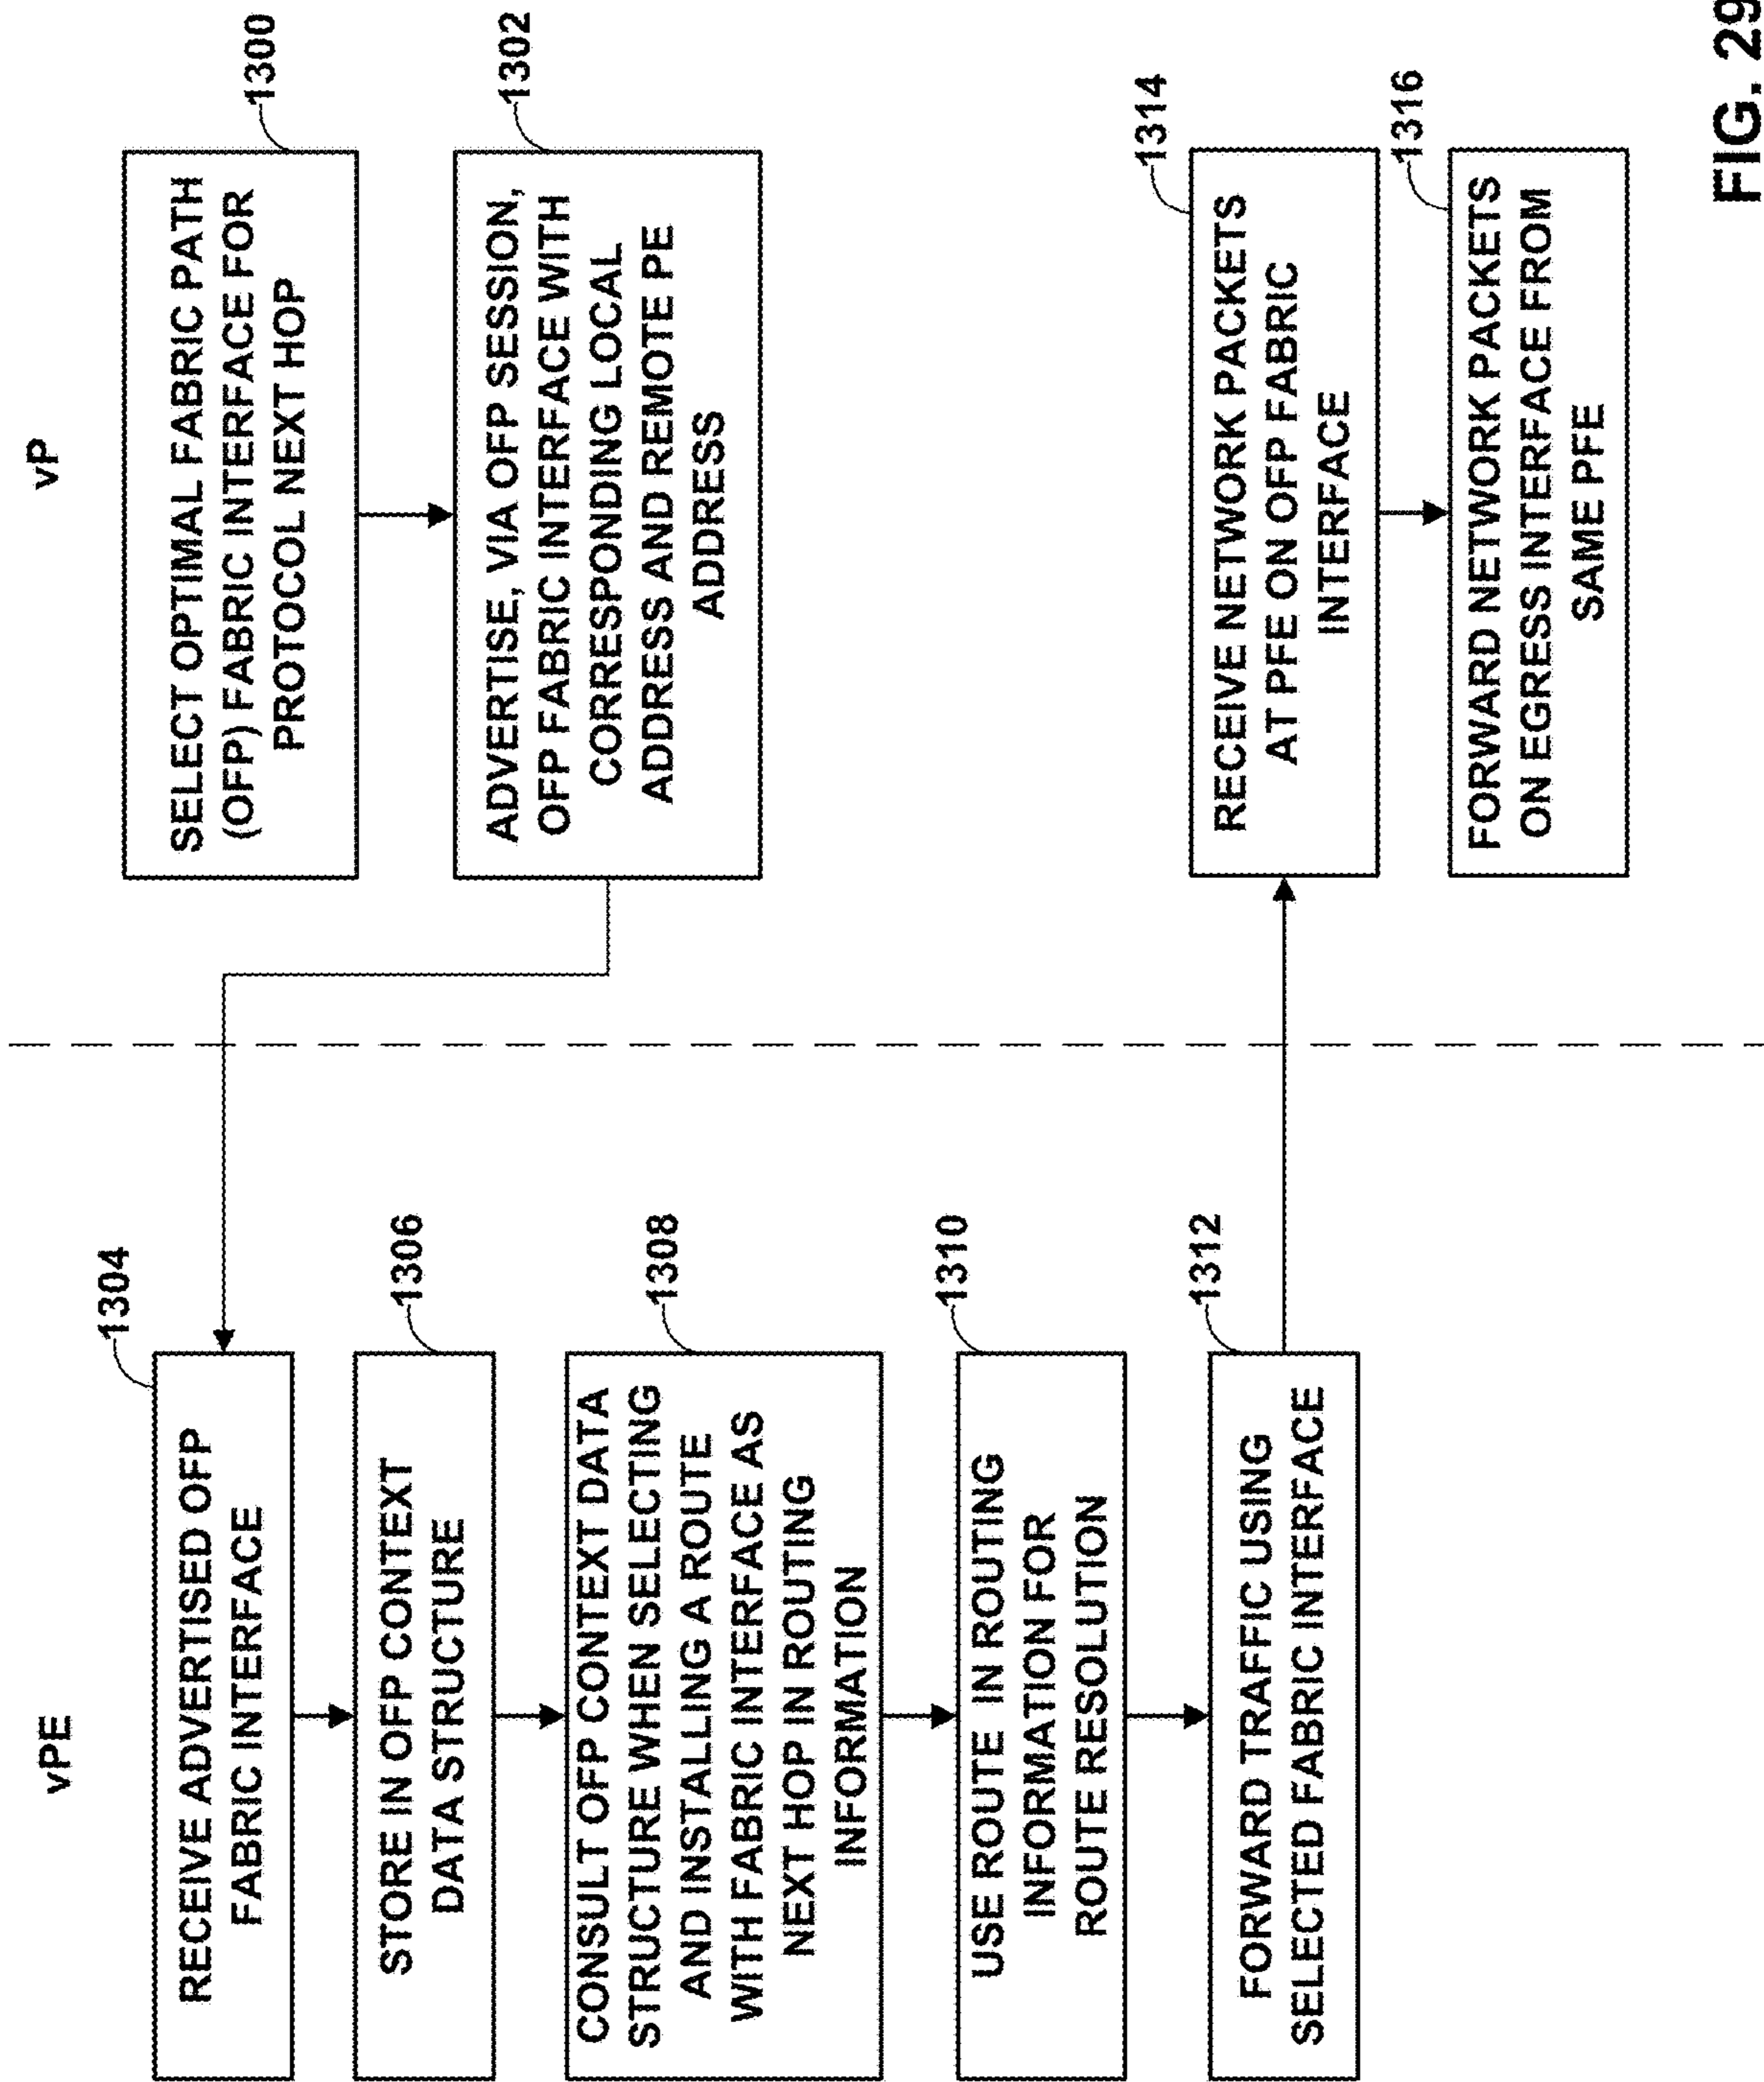 vPE
vP
1304
RECEIVE ADVERTISED OFP
FABRIC INTERFACE
1306
STORE IN OFP CONTEXT
DATA STRUCTURE
1308
CONSULT OFP CONTEXT DATA
STRUCTURE WHEN SELECTING
AND INSTALLING A ROUTE
WITH FABRIC INTERFACE AS
NEXT HOP IN ROUTING
INFORMATION
1310
USE ROUTE IN ROUTING
INFORMATION FOR
ROUTE RESOLUTION
1312
FORWARD TRAFFIC USING
SELECTED FABRIC INTERFACE
1300
SELECT OPTIMAL FABRIC PATH
(OFP) FABRIC INTERFACE FOR
PROTOCOL NEXT HOP
1302
ADVERTISE, VIA OFP SESSION,
OFP FABRIC INTERFACE WITH
CORRESPONDING LOCAL
ADDRESS AND REMOTE PE
ADDRESS
1314
RECEIVE NETWORK PACKETS
AT PFE ON OFP FABRIC
INTERFACE
1316
FORWARD NETWORK PACKETS
ON EGRESS INTERFACE FROM
SAME PFE
FIG. 29